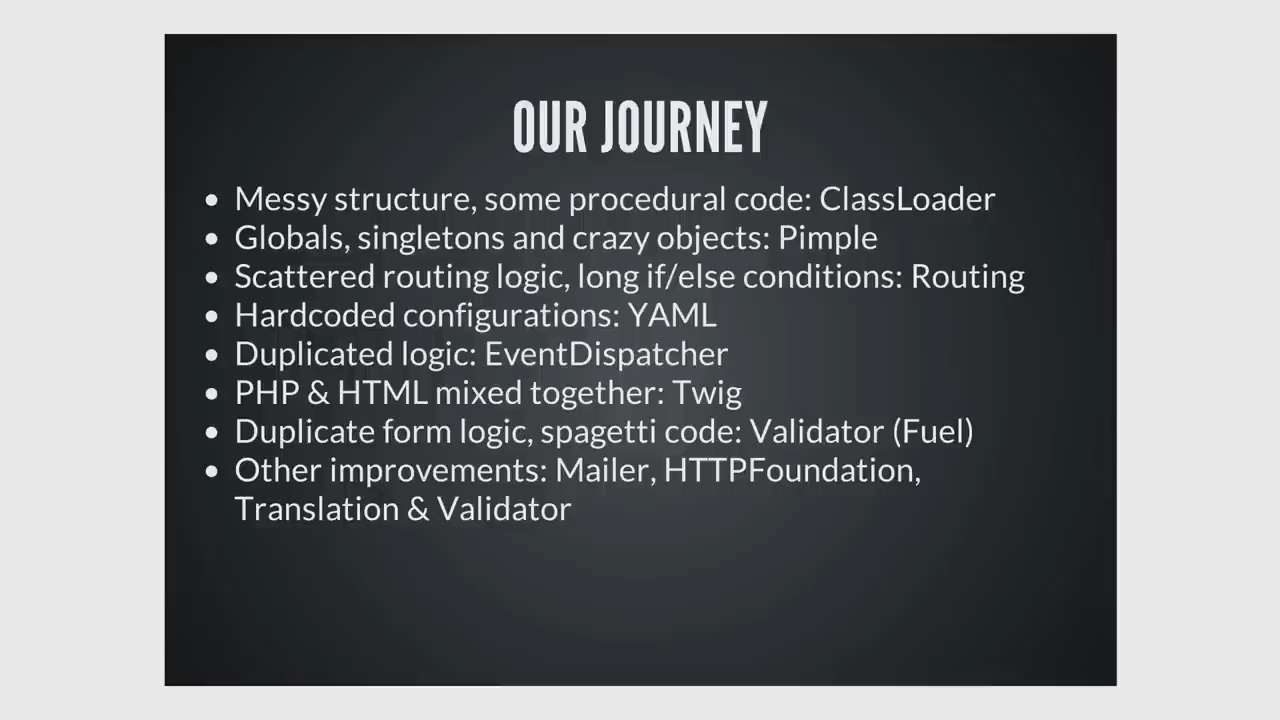 OUR JOURNEY
• Messy structure, some procedural code: ClassLoader
• Globals, singletons and crazy objects: Pimple
• Scattered routing logic, long if/else conditions: Routing
• Hardcoded configurations: YAML
• Duplicated logic: EventDispatcher
• PHP & HTML mixed together: Twig
• Duplicate form logic, spagetti code: Validator (Fuel)
• Other improvements: Mailer, HTTPFoundation,
Translation & Validator